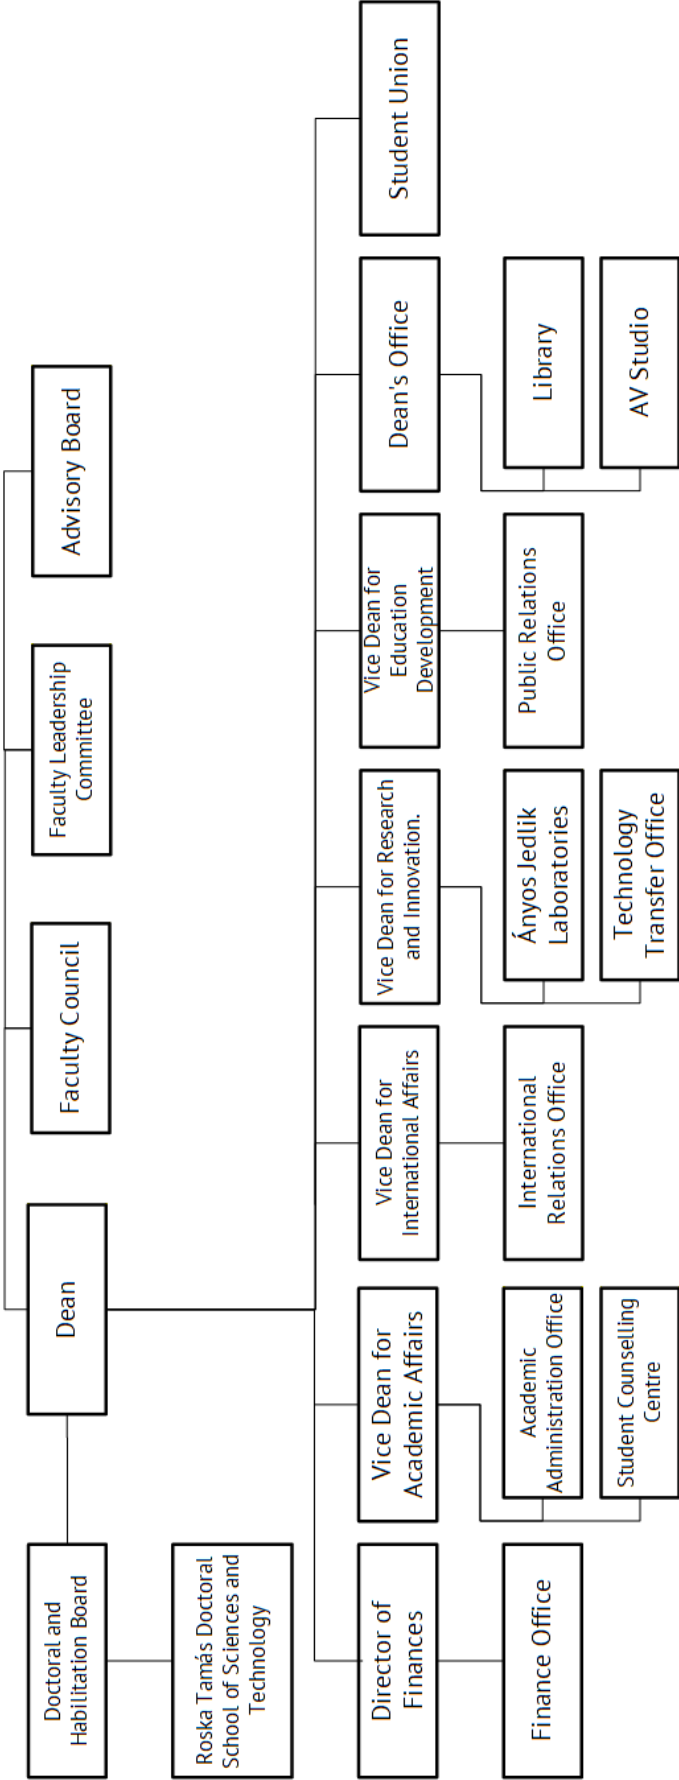 Doctoral and
Habilitation Board
Dean
Faculty Council
Faculty Leadership
Committee
Advisory Board
Roska Tamás Doctoral
School of Sciences and
Technology
Director of
Finances
Vice Dean for
Academic Affairs
Vice Dean for
International Affairs
Vice Dean for Research
and Innovation.
Vice Dean for
Education
Development
Dean's Office
Student Union
Finance Office
Academic
Administration Office
International
Relations Office
Ányos Jedlik
Laboratories
Public Relations
Office
Library
Student Counselling
Centre
Technology
Transfer Office
AV Studio